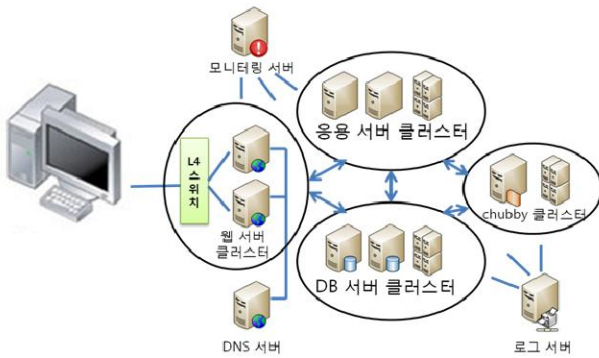 모니터링 서버
응용 서버 클러스터
L4
스
위
치
웹 서버
클러스터
chubby 클러스터
DB 서버 클러스터
DNS 서버
로그 서버